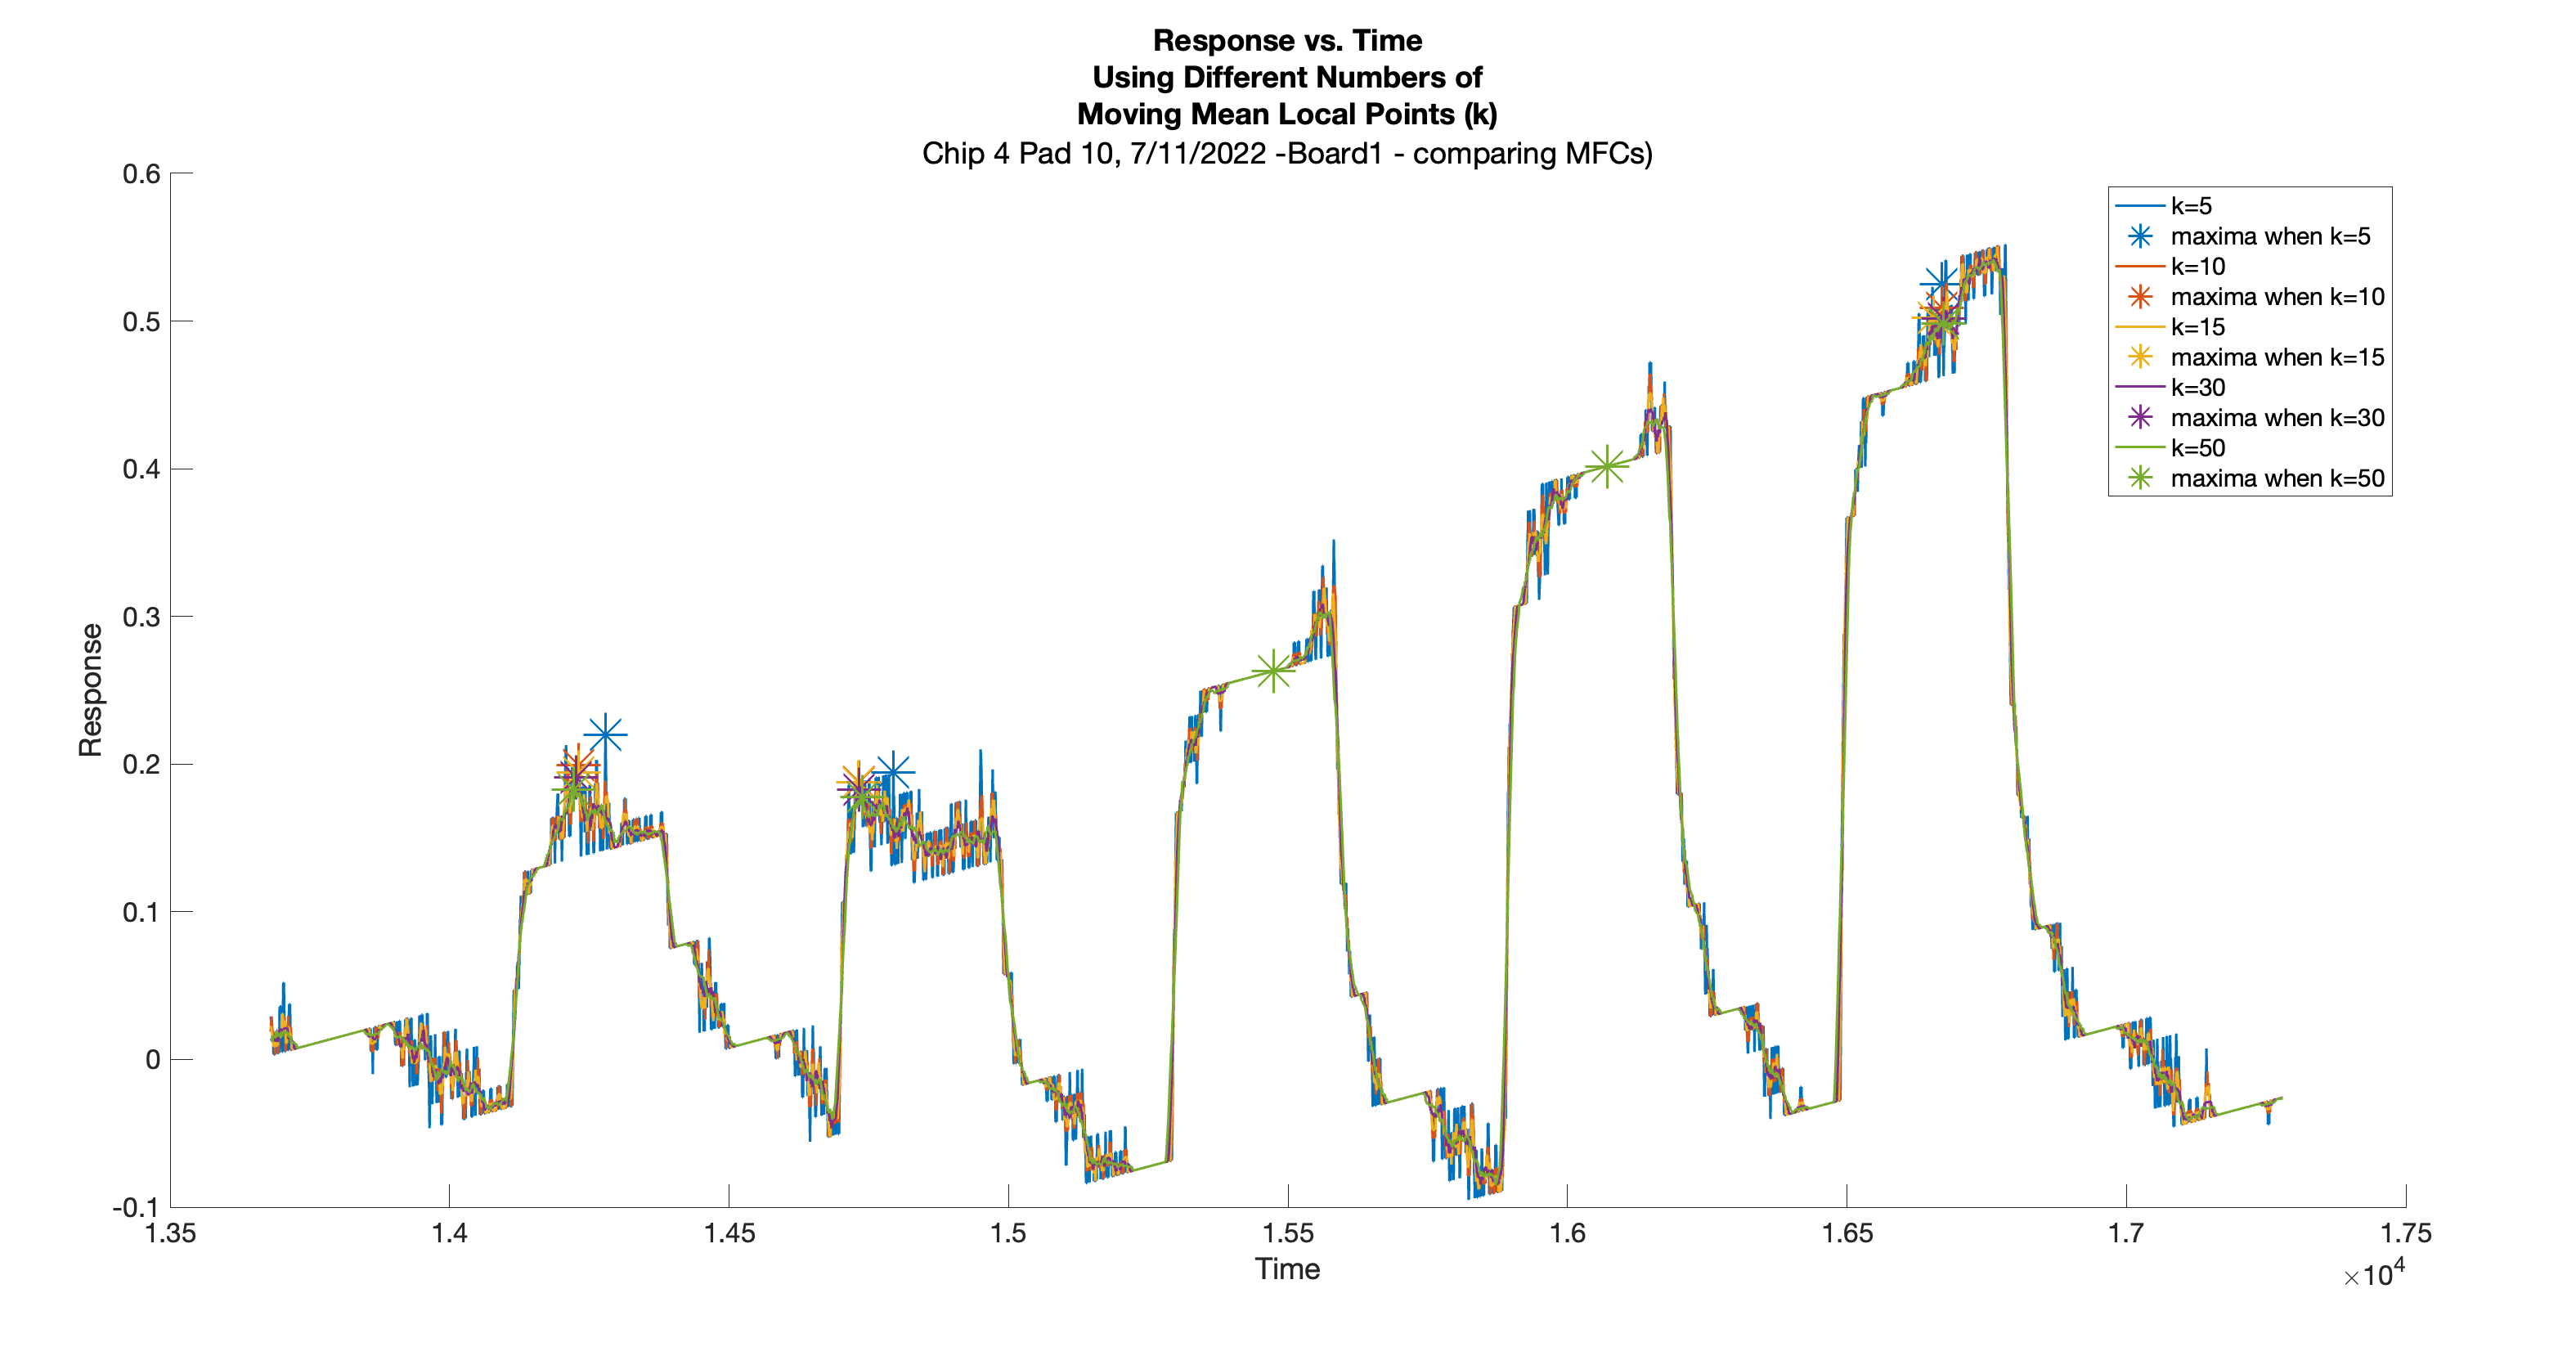 Response vs. Time
Using Different Numbers of
Moving Mean Local Points (k)
Chip 4 Pad 10, 7/11/2022 -Board1 - comparing MFCs)
0.6
0.5
0.4
0.3
0.2
0.1
0
-0.1
Response
k=5
maxima when k=5
k=10
maxima when k=10
k=15
maxima when k=15
k=30
maxima when k=30
k=50
maxima when k=50
1.35 1.4 1.45 1.5 1.55 1.6 1.65 1.7 1.75
Time
×10⁴